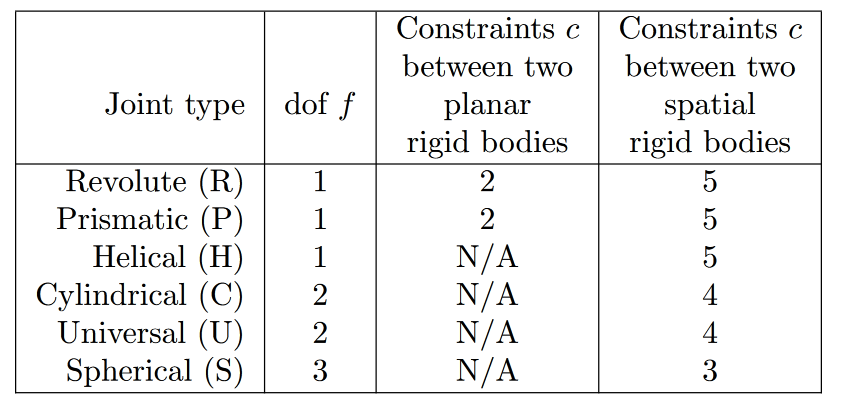 Joint type dof f Constraints c between two planar rigid bodies Constraints c between two spatial rigid bodies
Revolute (R) 1 2 5
Prismatic (P) 1 2 5
Helical (H) 1 N/A 5
Cylindrical (C) 2 N/A 4
Universal (U) 2 N/A 4
Spherical (S) 3 N/A 3